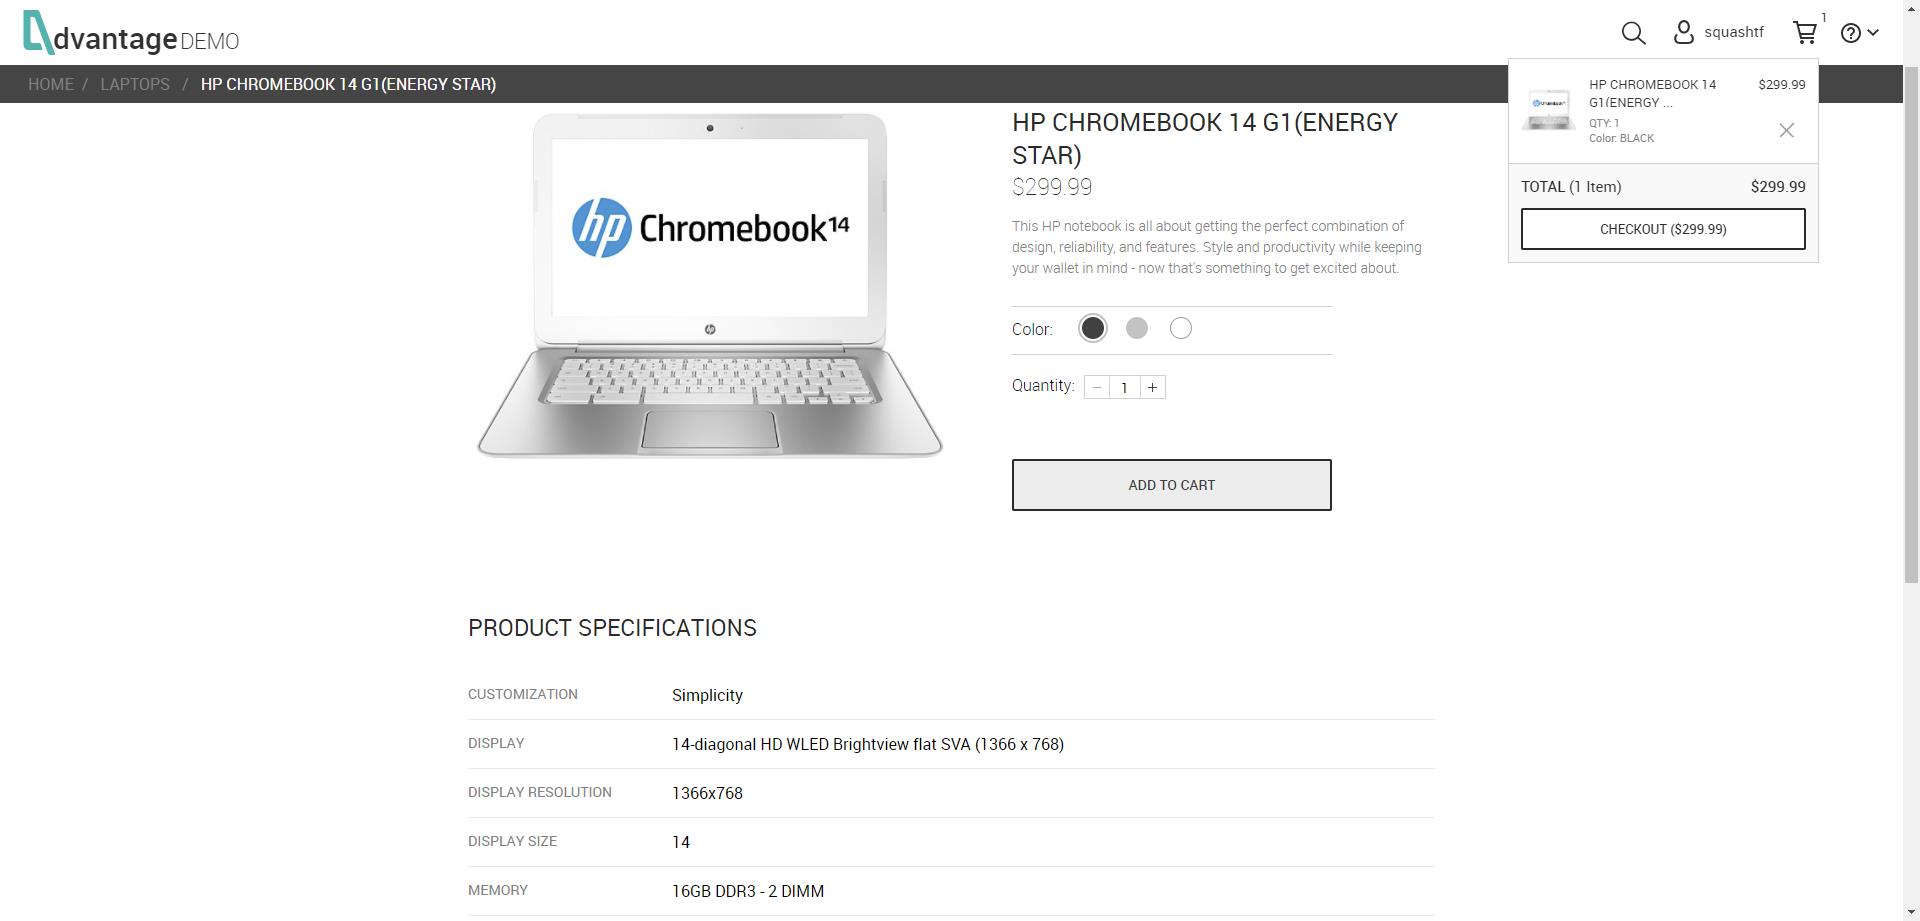 dvantage DEMO
squashtf
1
HOME / LAPTOPS / HP CHROMEBOOK 14 G1(ENERGY STAR)
HP CHROMEBOOK 14 G1(ENERGY ...
$299.99
QTY: 1
Color: BLACK
TOTAL (1 Item) $299.99
CHECKOUT ($299.99)
hp Chromebook14
hp
HP CHROMEBOOK 14 G1(ENERGY
STAR)
$299.99
This HP notebook is all about getting the perfect combination of
design, reliability, and features. Style and productivity while keeping
your wallet in mind - now that's something to get excited about.
Color:
Quantity: − 1 +
ADD TO CART
PRODUCT SPECIFICATIONS
CUSTOMIZATION Simplicity
DISPLAY 14-diagonal HD WLED Brightview flat SVA (1366 x 768)
DISPLAY RESOLUTION 1366x768
DISPLAY SIZE 14
MEMORY 16GB DDR3 - 2 DIMM